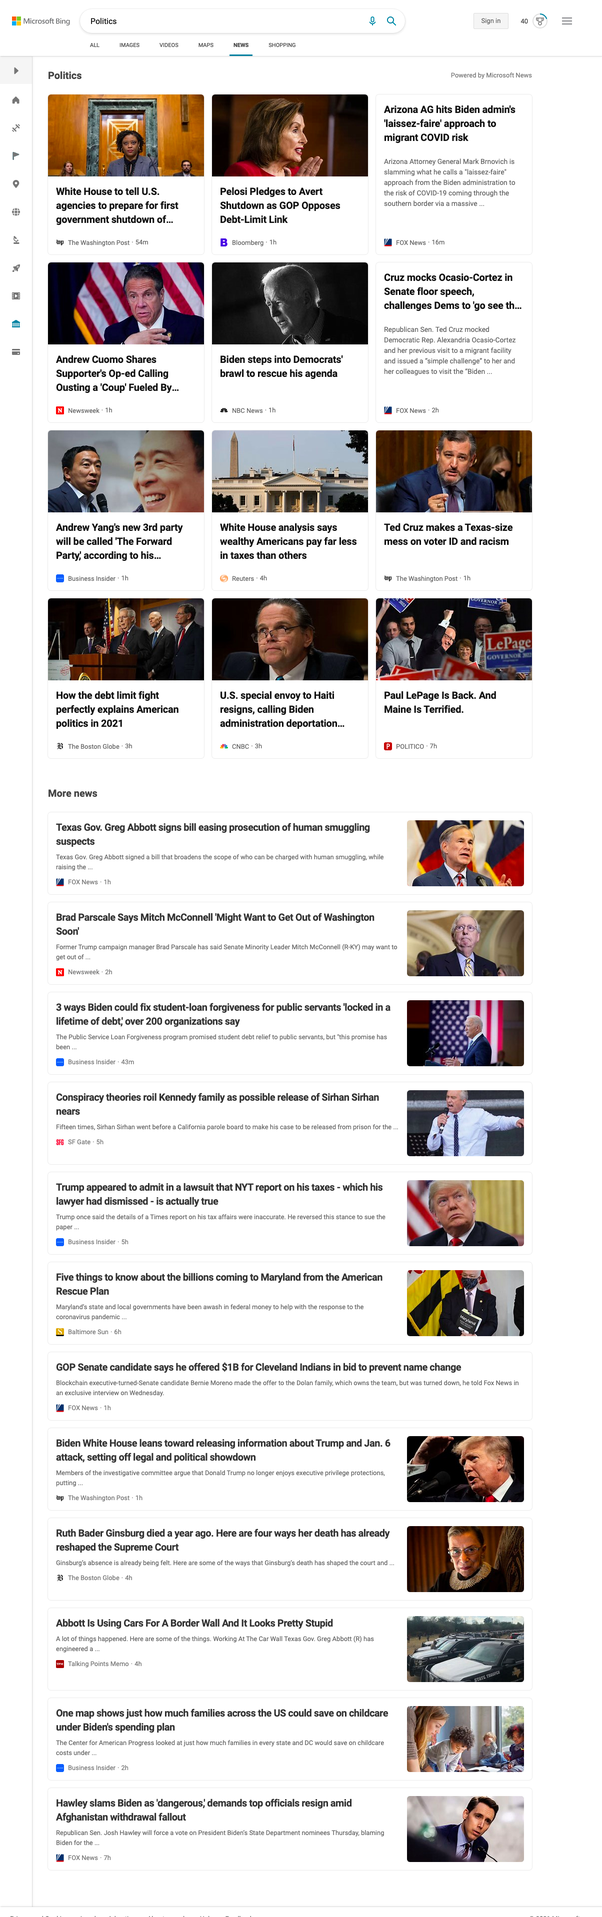 Microsoft Bing
Politics
Sign in
40
ALL
IMAGES
VIDEOS
MAPS
NEWS
SHOPPING
Politics
Powered by Microsoft News
White House to tell U.S.
agencies to prepare for first
government shutdown of...
The Washington Post · 54m
Pelosi Pledges to Avert
Shutdown as GOP Opposes
Debt-Limit Link
Bloomberg · 1h
Arizona AG hits Biden admin's
'laissez-faire' approach to
migrant COVID risk
Arizona Attorney General Mark Brnovich is
slamming what he calls a "laissez-faire"
approach from the Biden administration to
the risk of COVID-19 coming through the
southern border via a massive ...
FOX News · 16m
Andrew Cuomo Shares
Supporter's Op-ed Calling
Ousting a 'Coup' Fueled By...
Newsweek · 1h
Biden steps into Democrats'
brawl to rescue his agenda
NBC News · 1h
Cruz mocks Ocasio-Cortez in
Senate floor speech,
challenges Dems to 'go see th...
Republican Sen. Ted Cruz mocked
Democratic Rep. Alexandria Ocasio-Cortez
and her previous visit to a migrant facility
and issued a "simple challenge" to her and
her colleagues to visit the "Biden ...
FOX News · 2h
Andrew Yang's new 3rd party
will be called 'The Forward
Party,' according to his...
Business Insider · 1h
White House analysis says
wealthy Americans pay far less
in taxes than others
Reuters · 4h
Ted Cruz makes a Texas-size
mess on voter ID and racism
The Washington Post · 1h
How the debt limit fight
perfectly explains American
politics in 2021
The Boston Globe · 3h
U.S. special envoy to Haiti
resigns, calling Biden
administration deportation...
CNBC · 3h
LePage
Paul LePage Is Back. And
Maine Is Terrified.
POLITICO · 7h
More news
Texas Gov. Greg Abbott signs bill easing prosecution of human smuggling
suspects
Texas Gov. Greg Abbott signed a bill that broadens the scope of who can be charged with human smuggling, while
raising the ...
FOX News · 1h
Brad Parscale Says Mitch McConnell 'Might Want to Get Out of Washington
Soon'
Former Trump campaign manager Brad Parscale has said Senate Minority Leader Mitch McConnell (R-KY) may want to
get out of ...
Newsweek · 2h
3 ways Biden could fix student-loan forgiveness for public servants 'locked in a
lifetime of debt,' over 200 organizations say
The Public Service Loan Forgiveness program promised student debt relief to public servants, but "this promise has
been ...
Business Insider · 43m
Conspiracy theories roil Kennedy family as possible release of Sirhan Sirhan
nears
Fifteen times, Sirhan Sirhan went before a California parole board to make his case to be released from prison for the ...
SF Gate · 5h
Trump appeared to admit in a lawsuit that NYT report on his taxes - which his
lawyer had dismissed - is actually true
Trump once said the details of a Times report on his tax affairs were inaccurate. He reversed this stance to sue the
paper ...
Business Insider · 5h
Five things to know about the billions coming to Maryland from the American
Rescue Plan
Maryland's state and local governments have been awash in federal money to help with the response to the
coronavirus pandemic ...
Baltimore Sun · 6h
GOP Senate candidate says he offered $1B for Cleveland Indians in bid to prevent name change
Blockchain executive-turned-Senate candidate Bernie Moreno made the offer to the Dolan family, which owns the team, but was turned down, he told Fox News in
an exclusive interview on Wednesday.
FOX News · 1h
Biden White House leans toward releasing information about Trump and Jan. 6
attack, setting off legal and political showdown
Members of the investigative committee argue that Donald Trump no longer enjoys executive privilege protections,
putting ...
The Washington Post · 1h
Ruth Bader Ginsburg died a year ago. Here are four ways her death has already
reshaped the Supreme Court
Ginsburg's absence is already being felt. Here are some of the ways that Ginsburg's death has shaped the court and ...
The Boston Globe · 4h
Abbott Is Using Cars For A Border Wall And It Looks Pretty Stupid
A lot of things happened. Here are some of the things. Working At The Car Wall Texas Gov. Greg Abbott (R) has
engineered a ...
Talking Points Memo · 4h
One map shows just how much families across the US could save on childcare
under Biden's spending plan
The Center for American Progress looked at just how much families in every state and DC would save on childcare
costs under ...
Business Insider · 2h
Hawley slams Biden as 'dangerous,' demands top officials resign amid
Afghanistan withdrawal fallout
Republican Sen. Josh Hawley will force a vote on President Biden's State Department nominees Thursday, blaming
Biden for the ...
FOX News · 7h